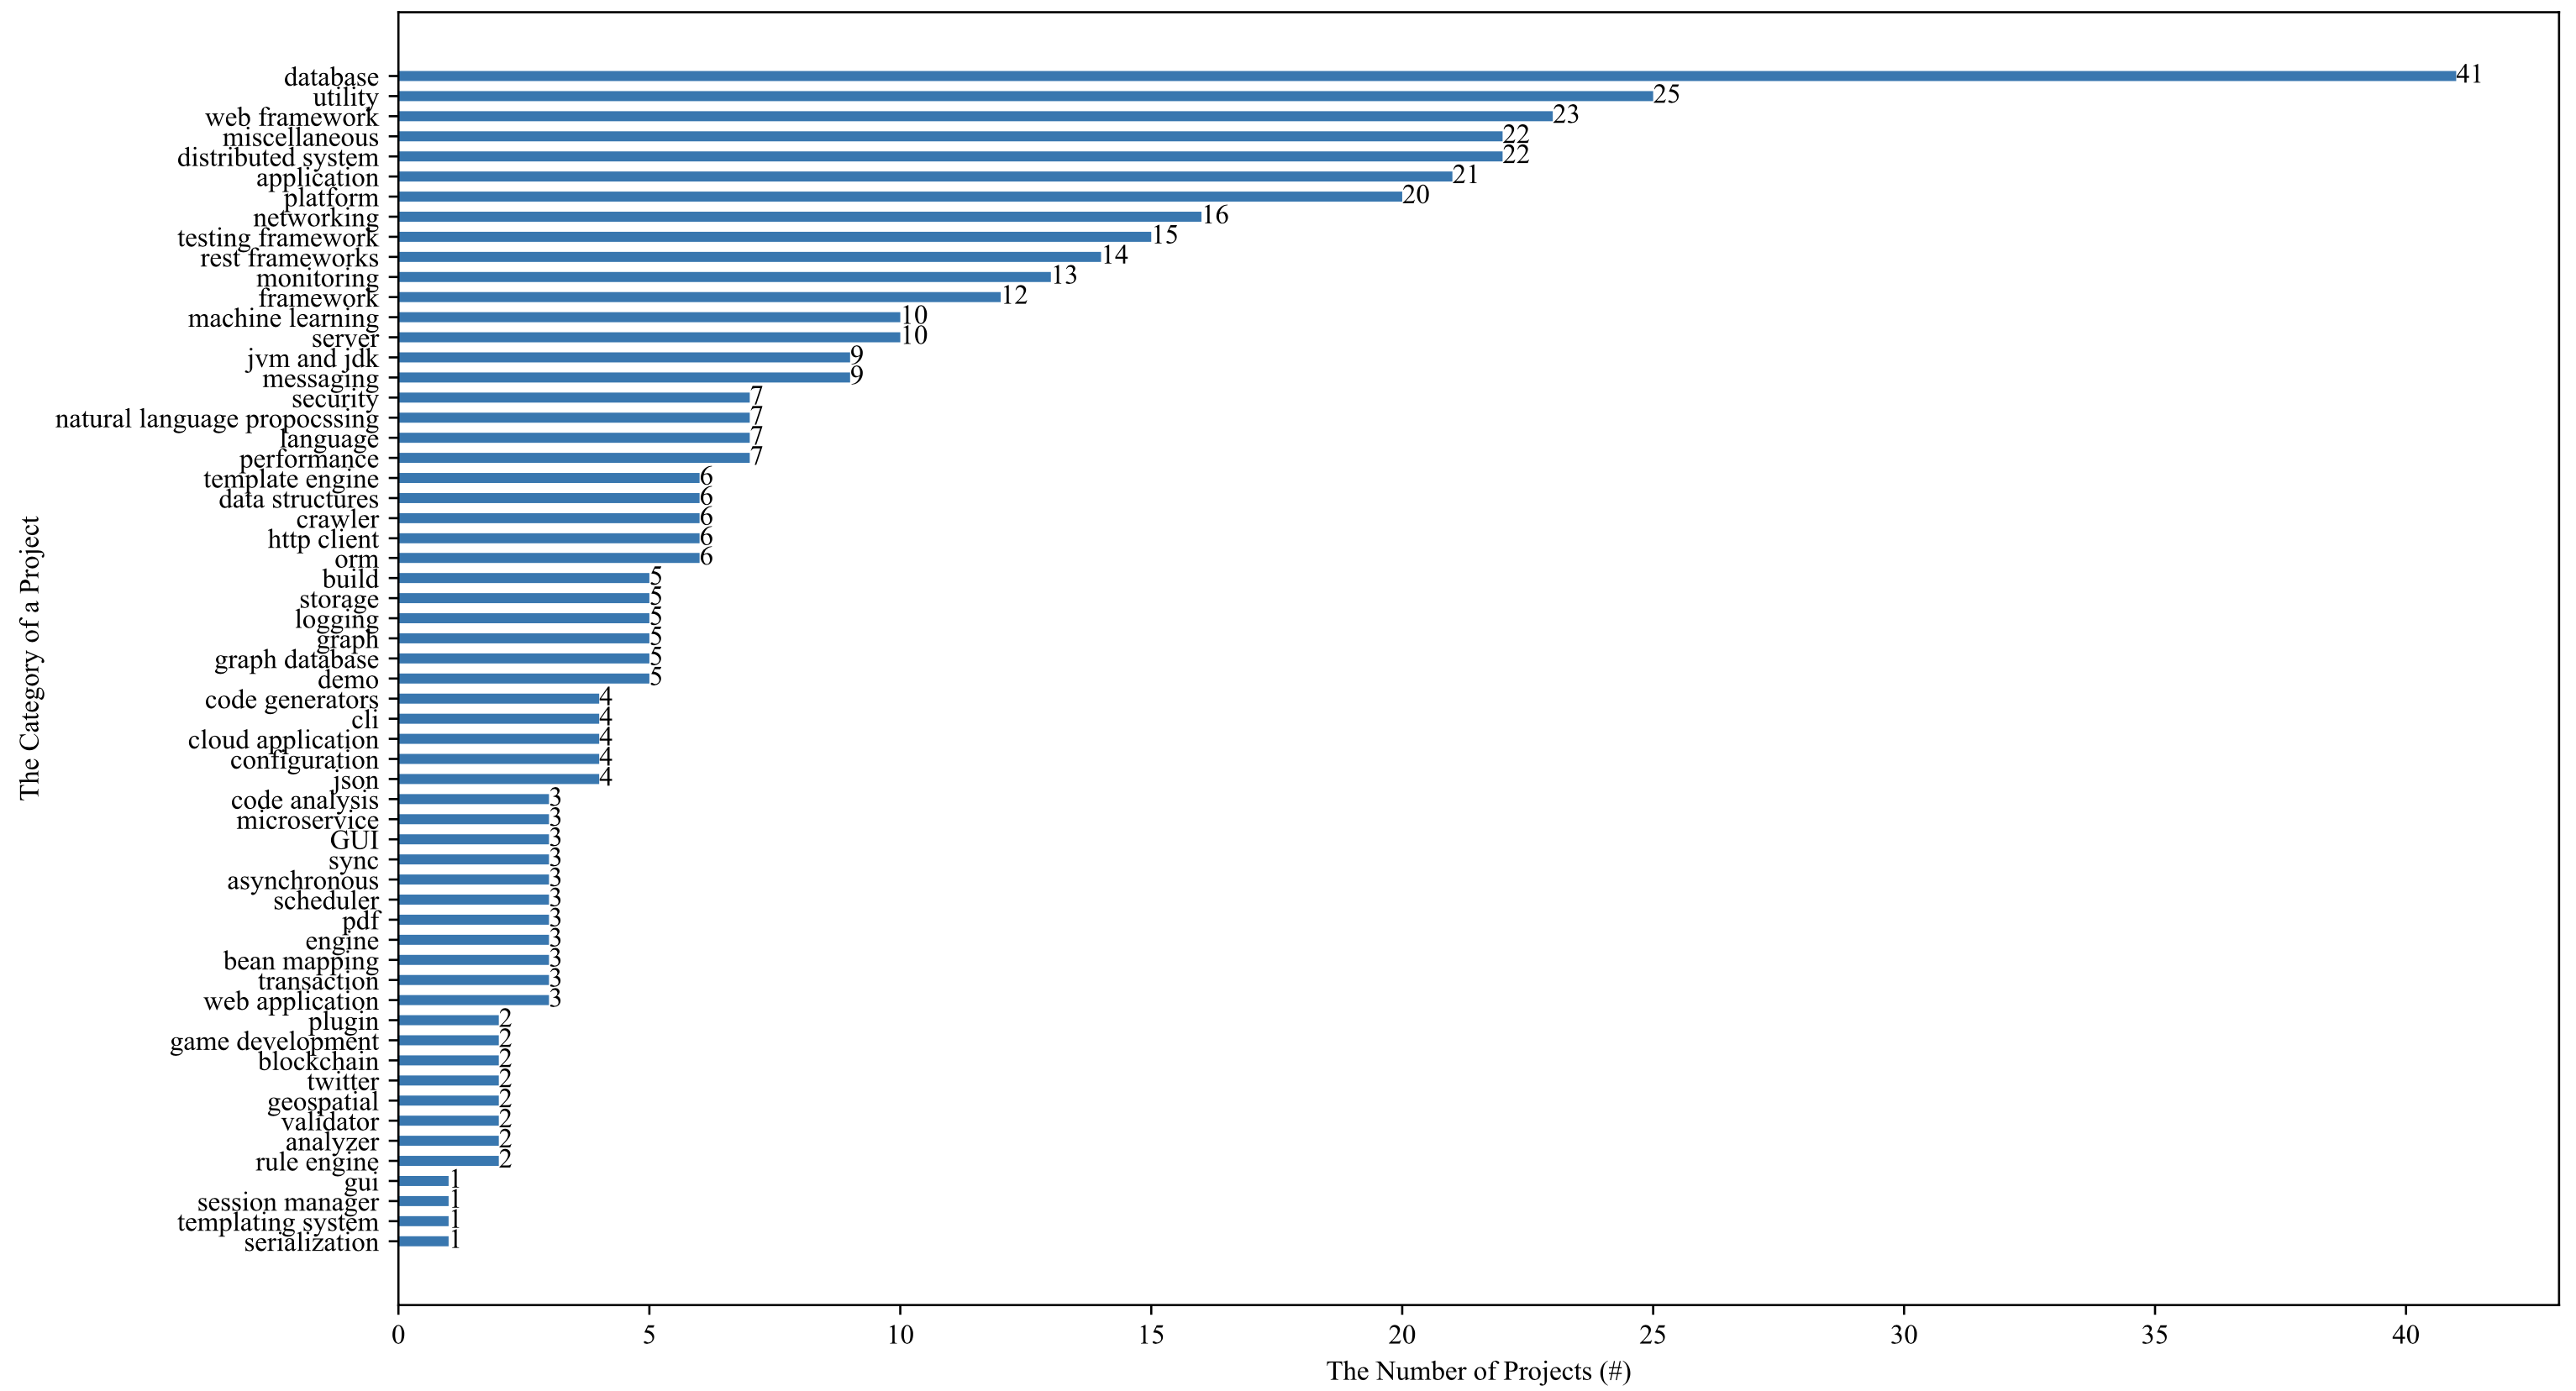 The Category of a Project
database 41
utility 25
web framework 23
miscellaneous 22
distributed system 22
application 21
platform 20
networking 16
testing framework 15
rest frameworks 14
monitoring 13
framework 12
machine learning 10
server 10
jvm and jdk 9
messaging 9
security 7
natural language propocssing 7
language 7
performance 7
template engine 6
data structures 6
crawler 6
http client 6
orm 6
build 5
storage 5
logging 5
graph 5
graph database 5
demo 5
code generators 4
cli 4
cloud application 4
configuration 4
json 4
code analysis 3
microservice 3
GUI 3
sync 3
asynchronous 3
scheduler 3
pdf 3
engine 3
bean mapping 3
transaction 3
web application 3
plugin 2
game development 2
blockchain 2
twitter 2
geospatial 2
validator 2
analyzer 2
rule engine 2
gui 1
session manager 1
templating system 1
serialization 1
0 5 10 15 20 25 30 35 40
The Number of Projects (#)